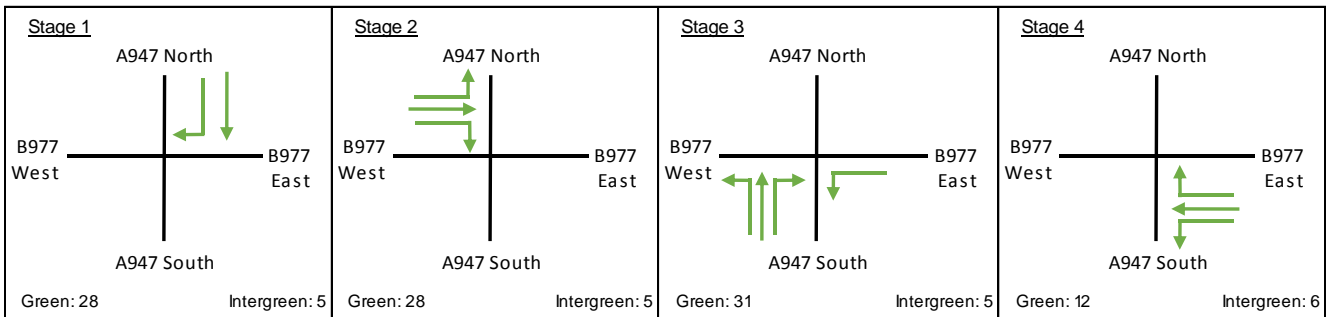 Stage 1
A947 North
B977
West
B977
East
A947 South
Green: 28 Intergreen: 5
Stage 2
A947 North
B977
West
B977
East
A947 South
Green: 28 Intergreen: 5
Stage 3
A947 North
B977
West
B977
East
A947 South
Green: 31 Intergreen: 5
Stage 4
A947 North
B977
West
B977
East
A947 South
Green: 12 Intergreen: 6